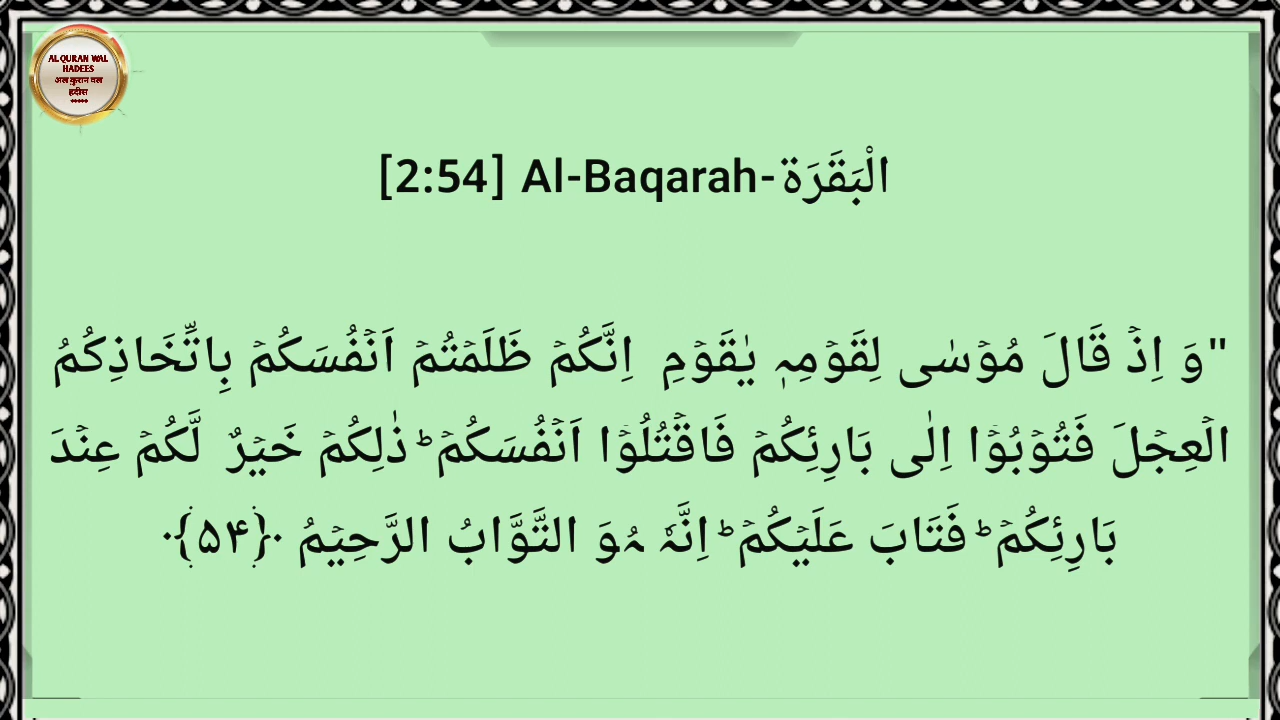 AL QURAN WAL
HADEES
अल क़ुरान वल
हदीस
[2:54] Al-Baqarah-الْبَقَرَة
"وَ اِذۡ قَالَ مُوۡسٰی لِقَوۡمِہٖ یٰقَوۡمِ اِنَّکُمۡ ظَلَمۡتُمۡ اَنۡفُسَکُمۡ بِاتِّخَاذِکُمُ
الۡعِجۡلَ فَتُوۡبُوۡۤا اِلٰی بَارِئِکُمۡ فَاقۡتُلُوۡۤا اَنۡفُسَکُمۡ ؕ ذٰلِکُمۡ خَیۡرٌ لَّکُمۡ عِنۡدَ
بَارِئِکُمۡ ؕ فَتَابَ عَلَیۡکُمۡ ؕ اِنَّہٗ ہُوَ التَّوَّابُ الرَّحِیۡمُ ﴿۵۴﴾